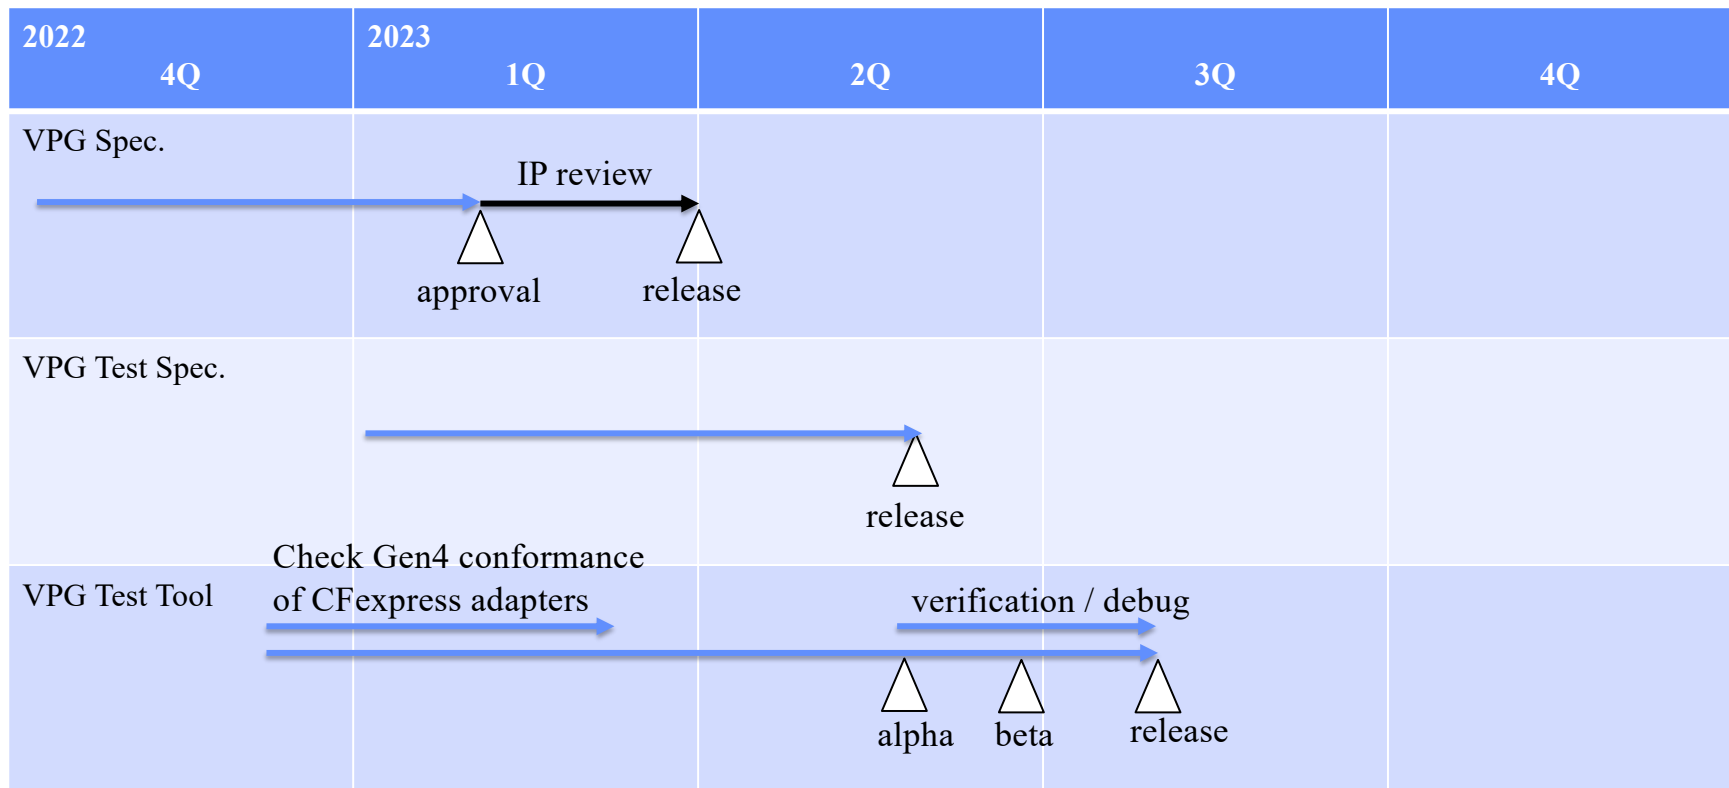 2022
4Q
2023
1Q
2Q
3Q
4Q
VPG Spec.
IP review
approval
release
VPG Test Spec.
release
VPG Test Tool
Check Gen4 conformance
of CFexpress adapters
verification / debug
alpha
beta
release